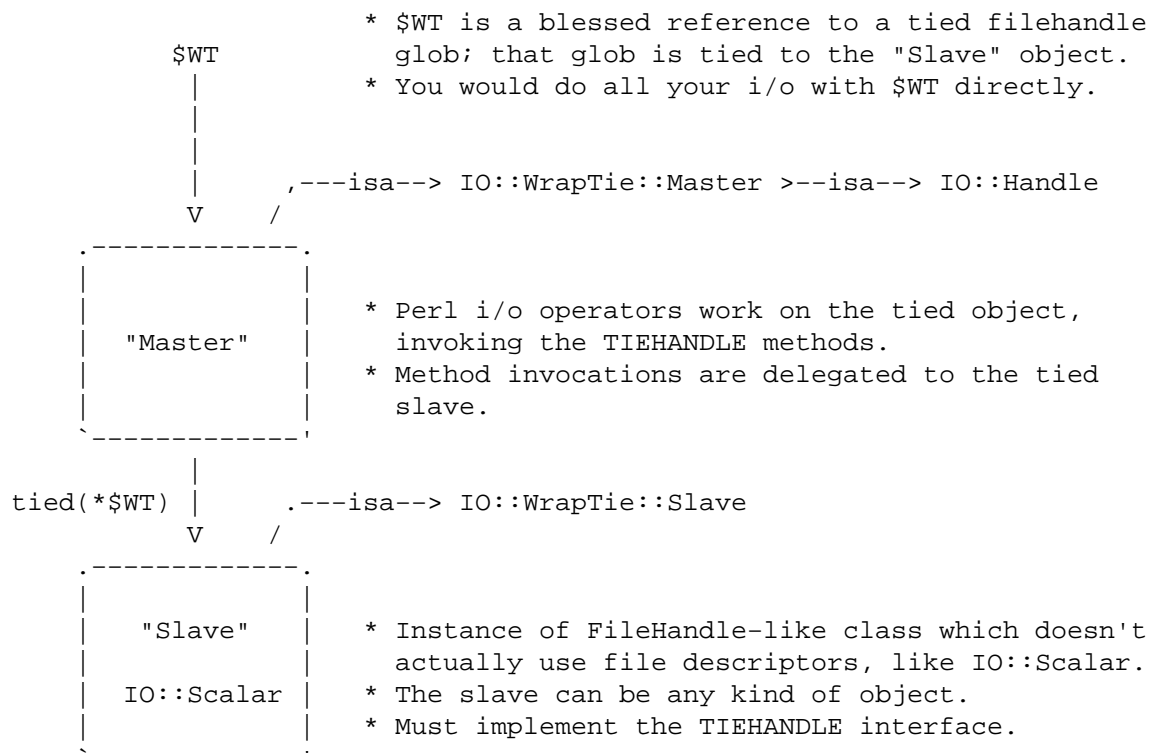 * $WT is a blessed reference to a tied filehandle
$WT glob; that glob is tied to the "Slave" object.
| * You would do all your i/o with $WT directly.
|
|
| ,---isa--> IO::WrapTie::Master >--isa--> IO::Handle
V /
.-------------.
| |
| | * Perl i/o operators work on the tied object,
| "Master" | invoking the TIEHANDLE methods.
| | * Method invocations are delegated to the tied
| | slave.
`-------------'
|
tied(*$WT) | .---isa--> IO::WrapTie::Slave
V /
.-------------.
| |
| "Slave" | * Instance of FileHandle-like class which doesn't
| | actually use file descriptors, like IO::Scalar.
| IO::Scalar | * The slave can be any kind of object.
| | * Must implement the TIEHANDLE interface.